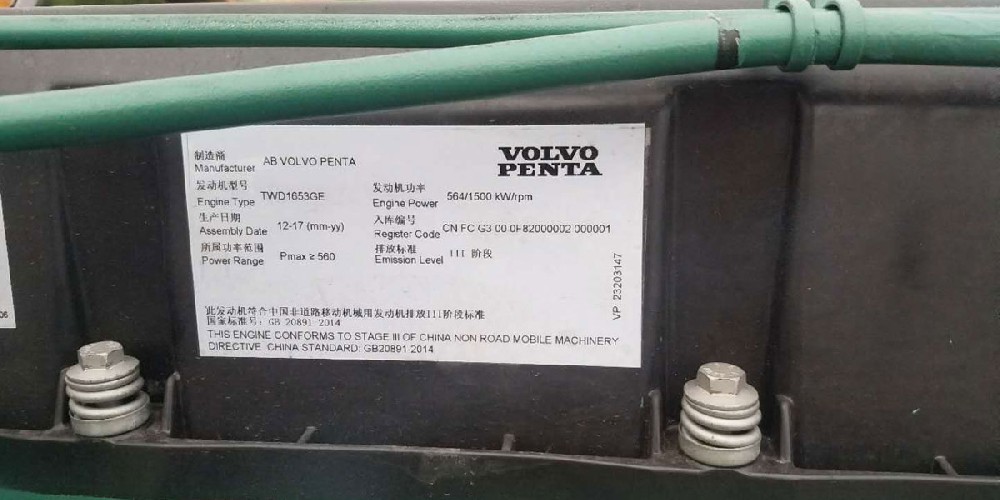 制造商
Manufacturer AB VOLVO PENTA
VOLVO
PENTA
发动机型号
Engine Type TWD1653GE
发动机功率
Engine Power 564/1500 kW/rpm
生产日期
Assembly Date 12-17 (mm-yy)
入库编号
Register Code CN FC G3 00 0F82000002 000001
所属功率范围
Power Range Pmax ≥ 560
排放标准
Emission Level III 阶段
VP 23203147
此发动机符合中国非道路移动机械用发动机排放III阶段标准
国家标准号: GB 20891-2014
THIS ENGINE CONFORMS TO STAGE III OF CHINA NON ROAD MOBILE MACHINERY
DIRECTIVE, CHINA STANDARD: GB20891-2014
06